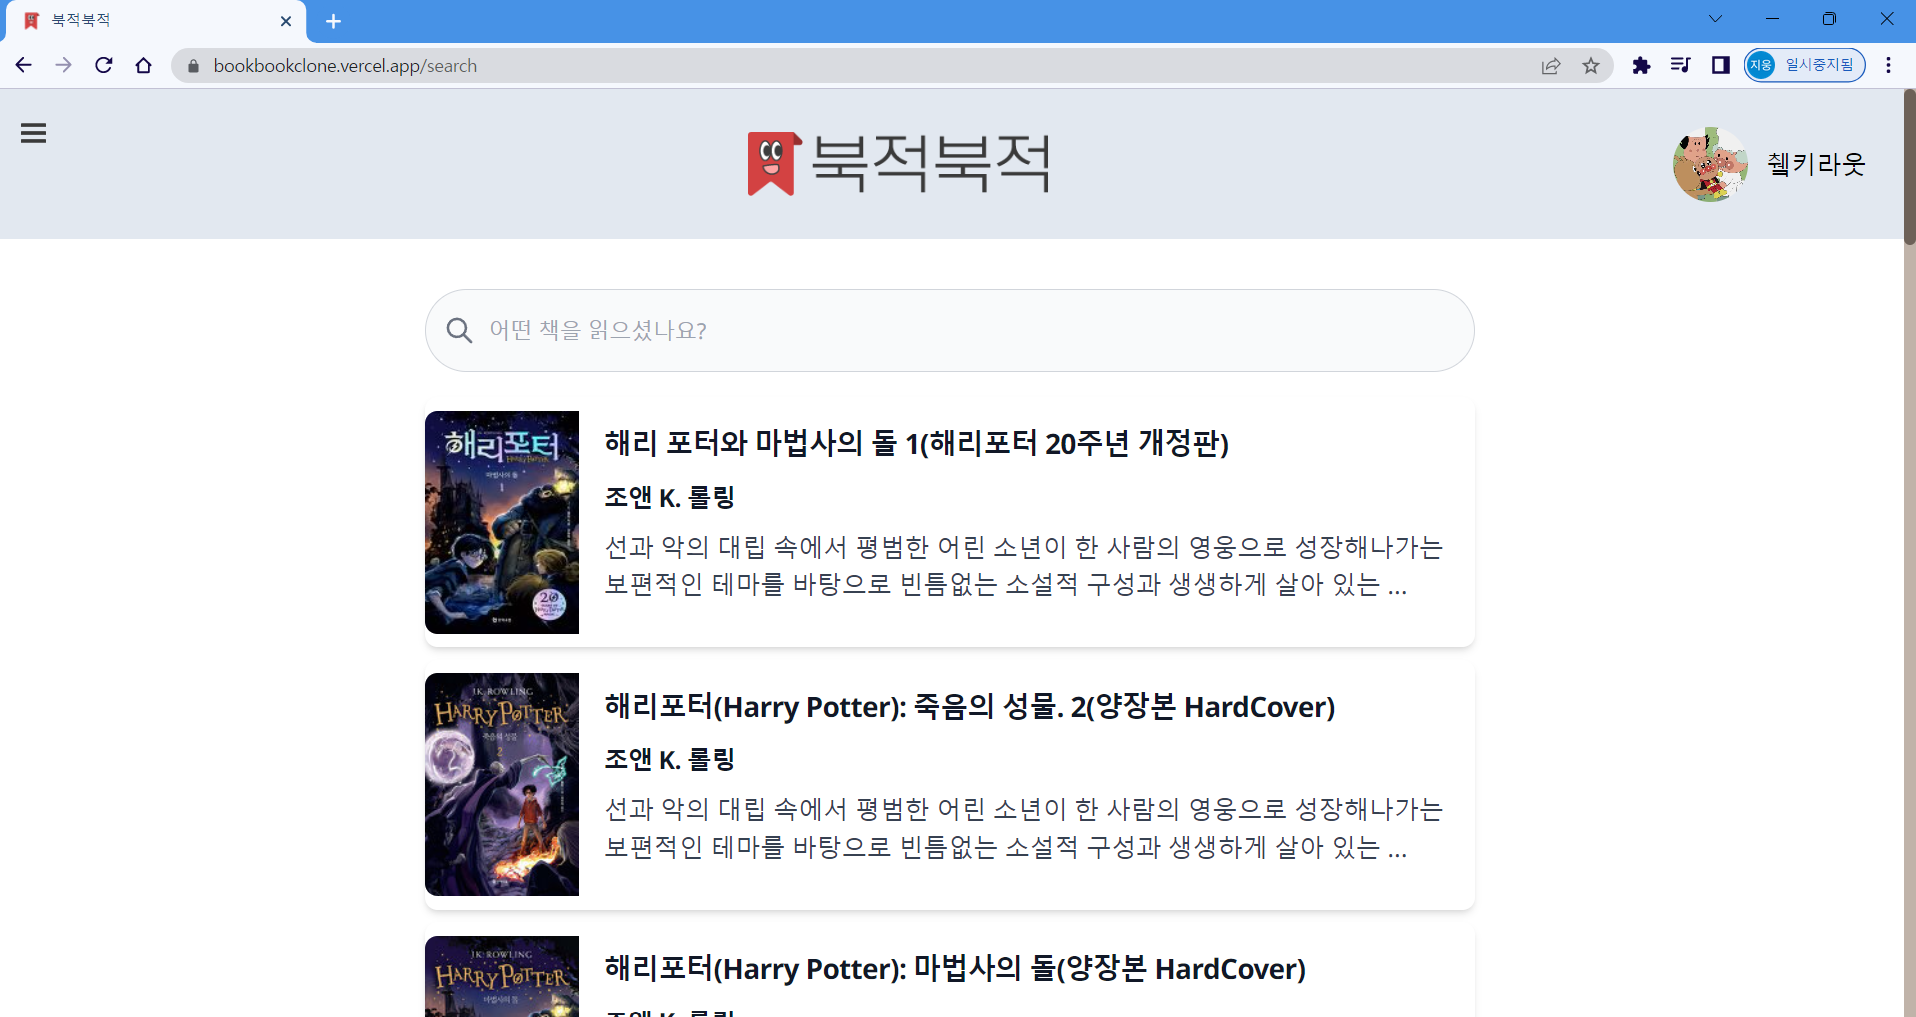 북적북적
bookbookclone.vercel.app/search
지웅 일시중지됨
북적북적
췤키라웃
어떤 책을 읽으셨나요?
해리포터
마법사의 돌
1
20
해리 포터와 마법사의 돌 1(해리포터 20주년 개정판)
조앤 K. 롤링
선과 악의 대립 속에서 평범한 어린 소년이 한 사람의 영웅으로 성장해나가는
보편적인 테마를 바탕으로 빈틈없는 소설적 구성과 생생하게 살아 있는 ...
J.K. ROWLING
HARRY POTTER
죽음의 성물
2
해리포터(Harry Potter): 죽음의 성물. 2(양장본 HardCover)
조앤 K. 롤링
선과 악의 대립 속에서 평범한 어린 소년이 한 사람의 영웅으로 성장해나가는
보편적인 테마를 바탕으로 빈틈없는 소설적 구성과 생생하게 살아 있는 ...
J.K. ROWLING
HARRY POTTER
마법사의 돌
해리포터(Harry Potter): 마법사의 돌(양장본 HardCover)
조앤 K. 롤링